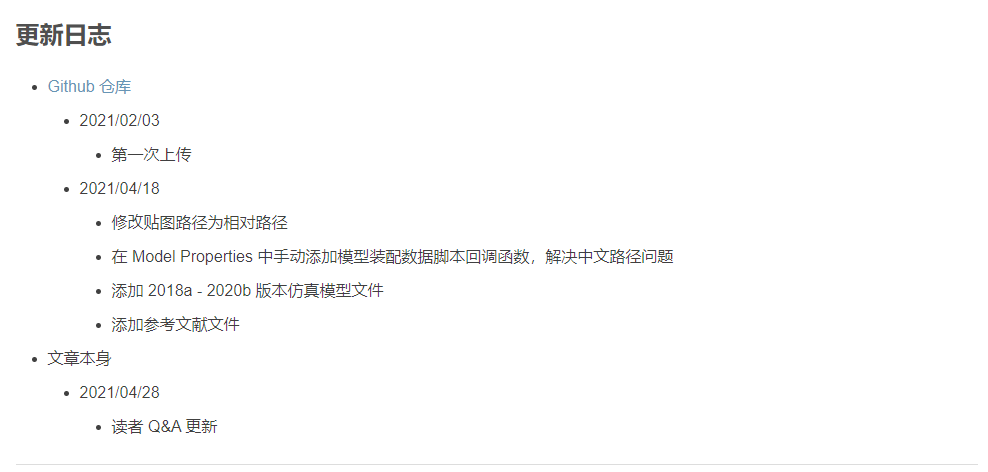 更新日志
Github 仓库
2021/02/03
第一次上传
2021/04/18
修改贴图路径为相对路径
在 Model Properties 中手动添加模型装配数据脚本回调函数，解决中文路径问题
添加 2018a - 2020b 版本仿真模型文件
添加参考文献文件
文章本身
2021/04/28
读者 Q&A 更新